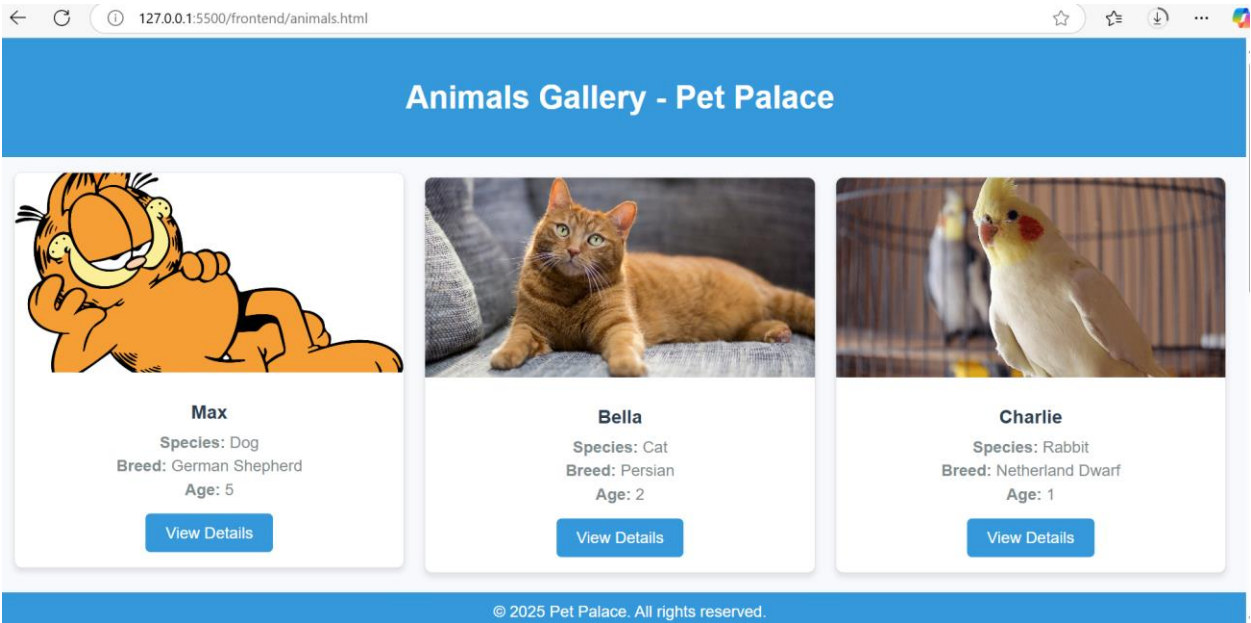 127.0.0.1:5500/frontend/animals.html
Animals Gallery - Pet Palace
Max
Species: Dog
Breed: German Shepherd
Age: 5
View Details
Bella
Species: Cat
Breed: Persian
Age: 2
View Details
Charlie
Species: Rabbit
Breed: Netherland Dwarf
Age: 1
View Details
© 2025 Pet Palace. All rights reserved.